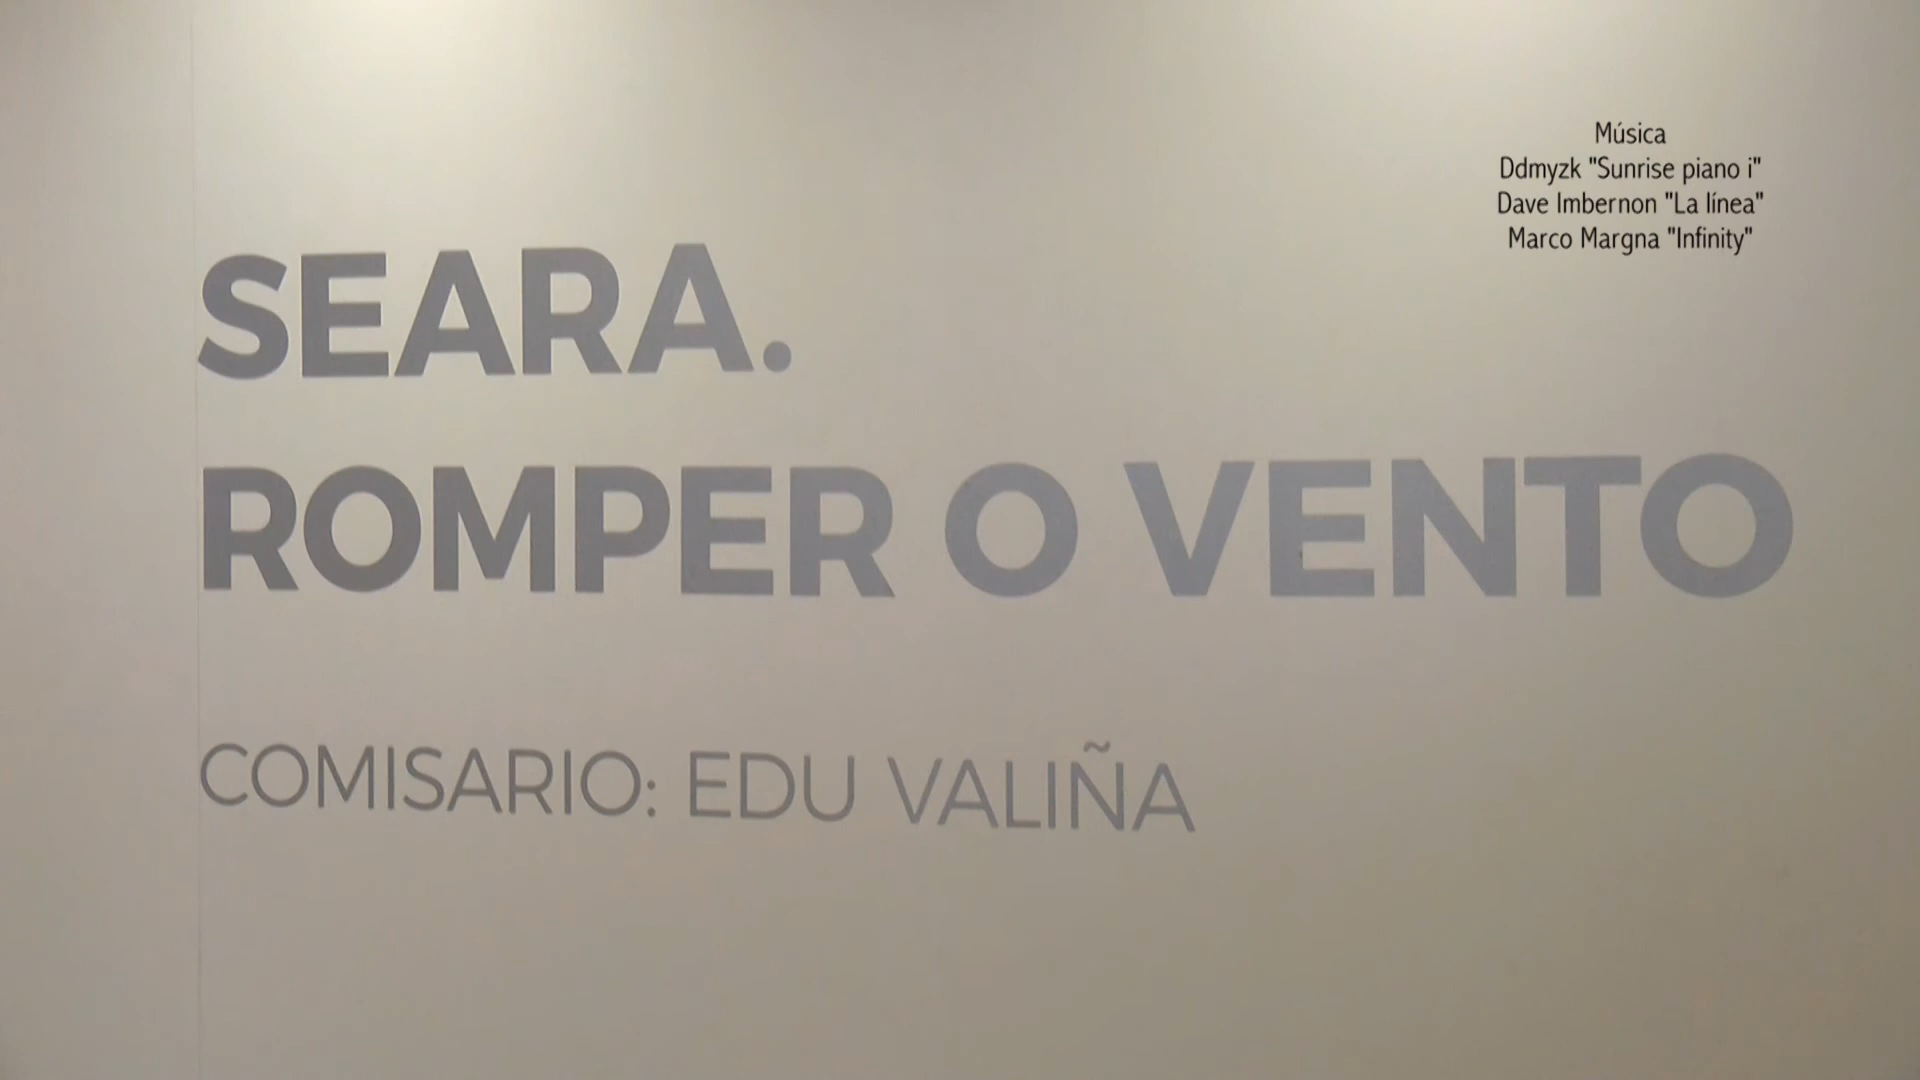 Música
Ddmyzk "Sunrise piano i"
Dave Imbernon "La línea"
Marco Margna "Infinity"
SEARA.
ROMPER O VENTO
COMISARIO: EDU VALIÑA